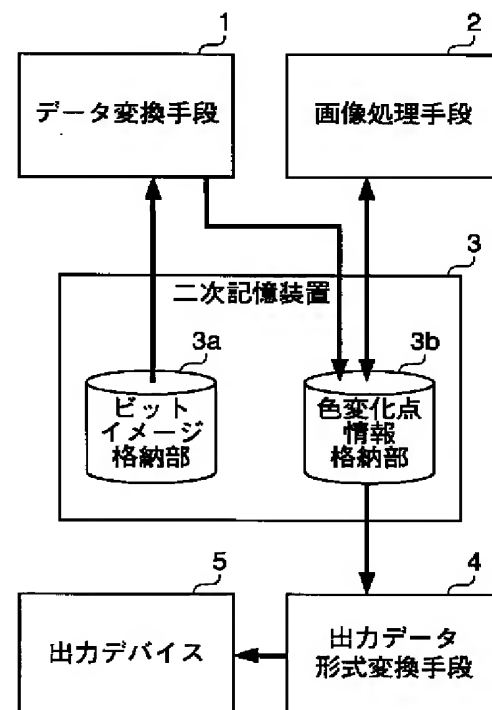 1
データ変換手段
2
画像処理手段
3
二次記憶装置
3a
ビット
イメージ
格納部
3b
色変化点
情報
格納部
5
出力デバイス
4
出力データ
形式変換手段